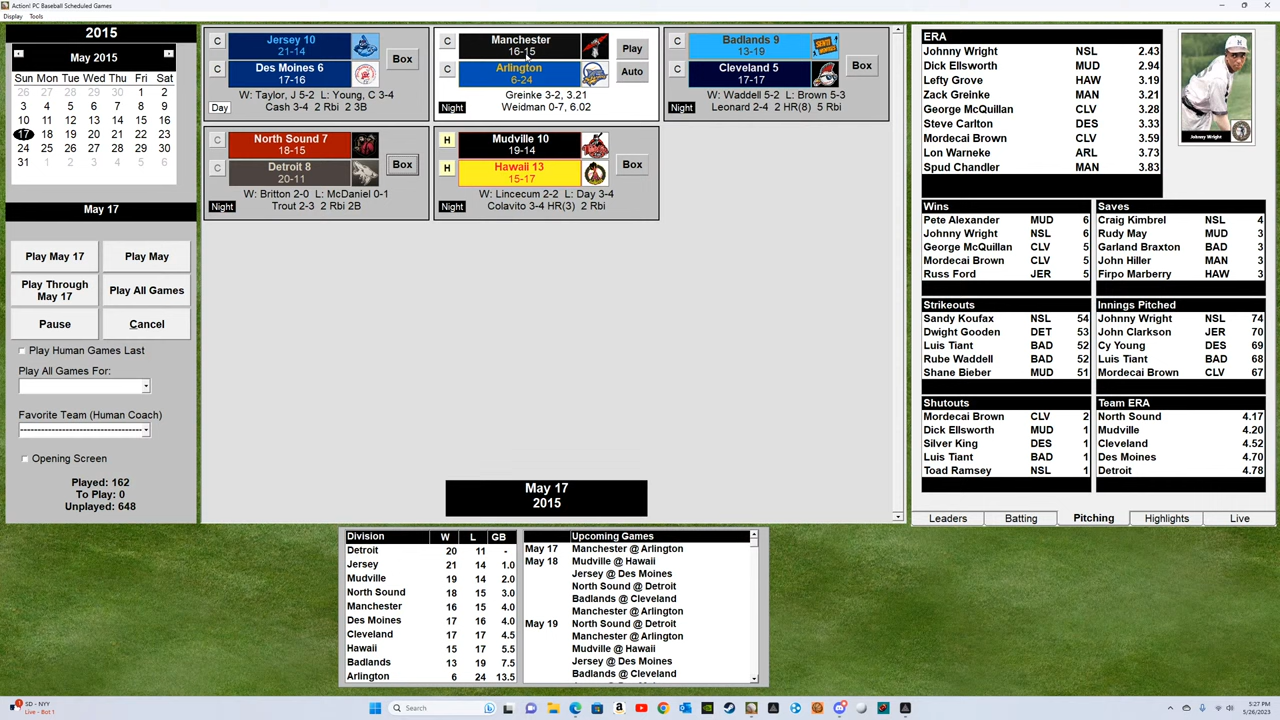 Action! PC Baseball Scheduled Games
Display Misc
2015
May 2015
Sun Mon Tue Wed Thu Fri Sat
26 27 28 29 30 1 2
3 4 5 6 7 8 9
10 11 12 13 14 15 16
17 18 19 20 21 22 23
24 25 26 27 28 29 30
31 1 2 3 4 5 6
May 17
Play May 17 Play May
Play Through May 17 Play All Games
Pause Cancel
Play Human Games Last
Play All Games For:
Favorite Team (Human Coach)
Opening Screen
Played: 162
To Play: 0
Unplayed: 648
C Jersey 10
21-14
C Des Moines 6
17-16
Box
W: Taylor, J 5-2 L: Young, C 3-4
Day Cash 3-4 2 Rbi 2 3B
C Manchester
16-15
Play
C Arlington
6-24
Auto
Greinke 3-2, 3.21
Night Weidman 0-7, 6.02
C Badlands 9
13-19
C Cleveland 5
17-17
Box
W: Waddell 5-2 L: Brown 5-3
Night Leonard 2-4 2 HR(8) 5 Rbi
C North Sound 7
18-15
C Detroit 8
20-11
Box
W: Britton 2-0 L: McDaniel 0-1
Night Trout 2-3 2 Rbi 2B
H Mudville 10
19-14
H Hawaii 13
15-17
Box
W: Lincecum 2-2 L: Day 3-4
Night Colavito 3-4 HR(3) 2 Rbi
May 17
2015
Division W L GB
Detroit 20 11 -
Jersey 21 14 1.0
Mudville 19 14 2.0
North Sound 18 15 3.0
Manchester 16 15 4.0
Des Moines 17 16 4.0
Cleveland 17 17 4.5
Hawaii 15 17 5.5
Badlands 13 19 7.5
Arlington 6 24 13.5
Upcoming Games
May 17 Manchester @ Arlington
May 18 Mudville @ Hawaii
Jersey @ Des Moines
North Sound @ Detroit
Badlands @ Cleveland
Manchester @ Arlington
May 19 North Sound @ Detroit
Manchester @ Arlington
Mudville @ Hawaii
Jersey @ Des Moines
Badlands @ Cleveland
ERA
Johnny Wright NSL 2.43
Dick Ellsworth MUD 2.94
Lefty Grove HAW 3.19
Zack Greinke MAN 3.21
George McQuillan CLV 3.28
Steve Carlton DES 3.33
Mordecai Brown CLV 3.59
Lon Warneke ARL 3.73
Spud Chandler MAN 3.83
Johnny Wright
Wins
Pete Alexander MUD 6
Johnny Wright NSL 6
George McQuillan CLV 5
Mordecai Brown CLV 5
Russ Ford JER 5
Saves
Craig Kimbrel NSL 4
Rudy May MUD 3
Garland Braxton BAD 3
John Hiller MAN 3
Firpo Marberry HAW 3
Strikeouts
Sandy Koufax NSL 54
Dwight Gooden DET 53
Luis Tiant BAD 52
Rube Waddell BAD 52
Shane Bieber MUD 51
Innings Pitched
Johnny Wright NSL 74
John Clarkson JER 70
Cy Young DES 69
Luis Tiant BAD 68
Mordecai Brown CLV 67
Shutouts
Mordecai Brown CLV 2
Dick Ellsworth MUD 1
Silver King DES 1
Luis Tiant BAD 1
Toad Ramsey NSL 1
Team ERA
North Sound 4.17
Mudville 4.20
Cleveland 4.52
Des Moines 4.70
Detroit 4.78
Leaders Batting Pitching Highlights Live
SD - NYY
Live - Bot 1
Search
5:27 PM
5/26/2023